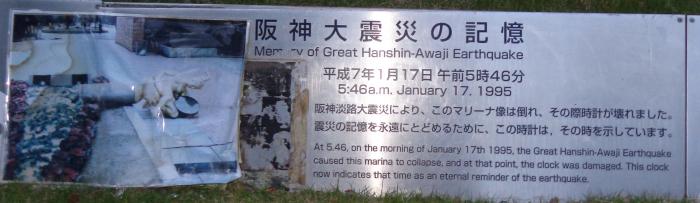 阪神大震災の記憶
Memory of Great Hanshin-Awaji Earthquake
平成7年1月17日 午前5時46分
5:46a.m. January 17. 1995
阪神淡路大震災により、このマリーナ像は倒れ、その際時計が壊れました。
震災の記憶を永遠にとどめるために、この時計は、その時を示しています。
At 5.46, on the morning of January 17th 1995, the Great Hanshin-Awaji Earthquake
caused this marina to collapse, and at that point, the clock was damaged. This clock
now indicates that time as an eternal reminder of the earthquake.